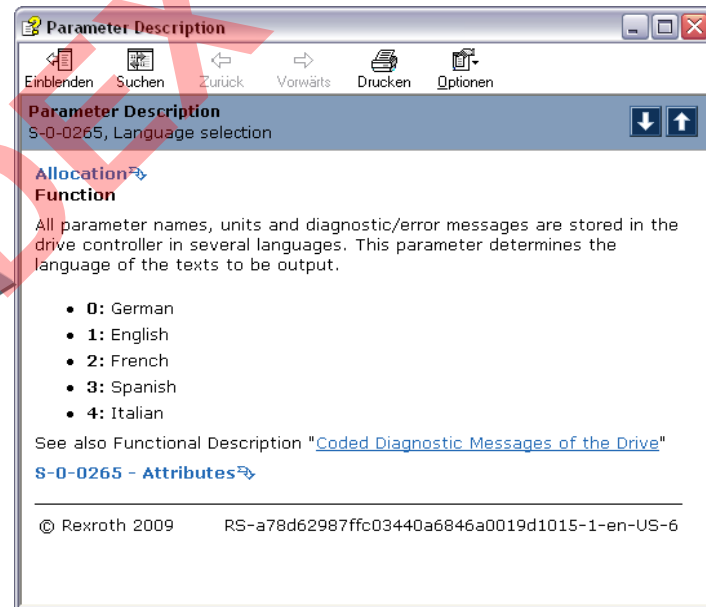 Parameter Description
Einblenden Suchen Zurück Vorwärts Drucken Optionen
Parameter Description
S-0-0265, Language selection
Allocation
Function
All parameter names, units and diagnostic/error messages are stored in the
drive controller in several languages. This parameter determines the
language of the texts to be output.
• 0: German
• 1: English
• 2: French
• 3: Spanish
• 4: Italian
See also Functional Description "Coded Diagnostic Messages of the Drive"
S-0-0265 - Attributes
© Rexroth 2009 RS-a78d62987ffc03440a6846a0019d1015-1-en-US-6